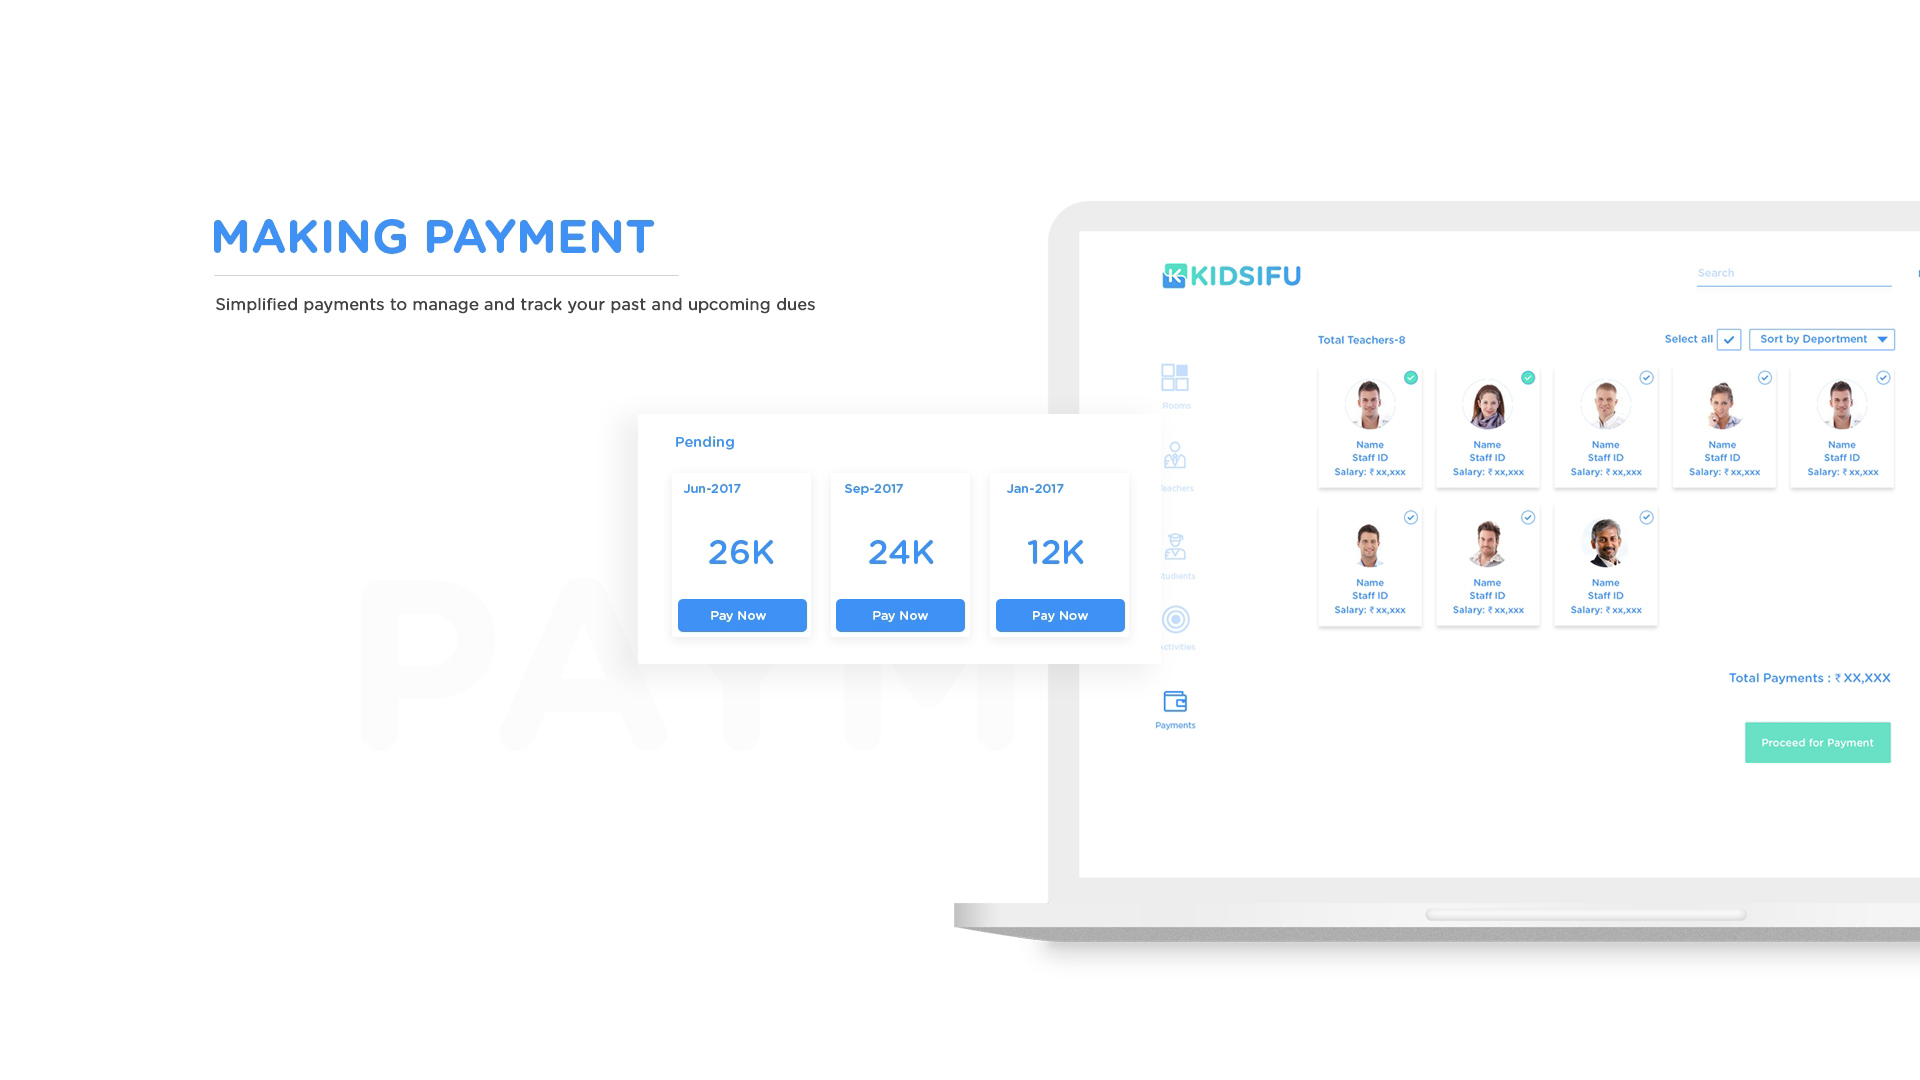 MAKING PAYMENT
Simplified payments to manage and track your past and upcoming dues
PAYM
Pending
Jun-2017
26K
Pay Now
Sep-2017
24K
Pay Now
Jan-2017
12K
Pay Now
KIDSIFU
Search
Rooms
eachers
tudents
ctivities
Payments
Total Teachers-8
Select all
Sort by Deportment
Name
Staff ID
Salary: ₹ xx,xxx
Name
Staff ID
Salary: ₹ xx,xxx
Name
Staff ID
Salary: ₹ xx,xxx
Name
Staff ID
Salary: ₹ xx,xxx
Name
Staff ID
Salary: ₹ xx,xxx
Name
Staff ID
Salary: ₹ xx,xxx
Name
Staff ID
Salary: ₹ xx,xxx
Name
Staff ID
Salary: ₹ xx,xxx
Total Payments : ₹ XX,XXX
Proceed for Payment